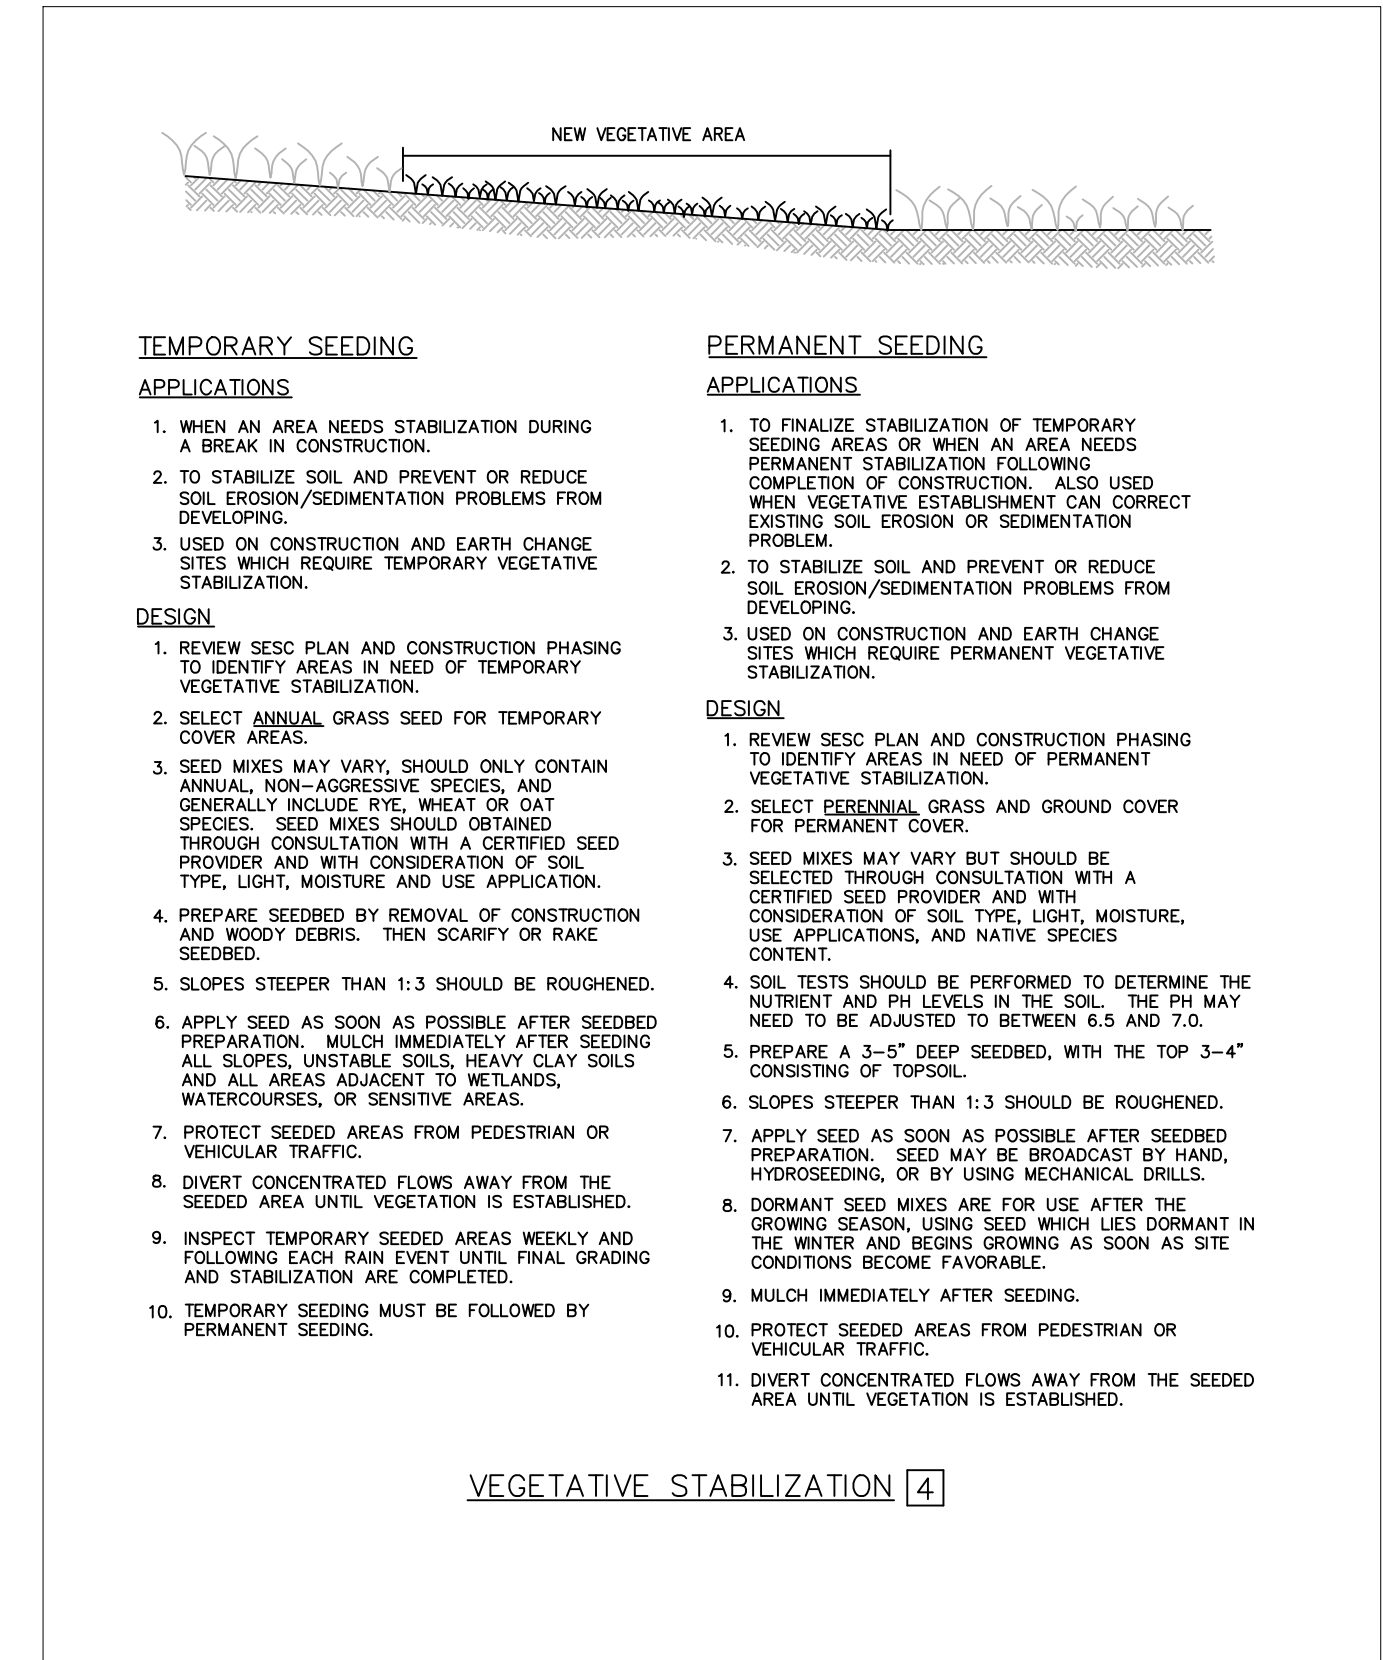 NEW VEGETATIVE AREA
TEMPORARY SEEDING
APPLICATIONS
1. WHEN AN AREA NEEDS STABILIZATION DURING
A BREAK IN CONSTRUCTION.
2. TO STABILIZE SOIL AND PREVENT OR REDUCE
SOIL EROSION/SEDIMENTATION PROBLEMS FROM
DEVELOPING.
3. USED ON CONSTRUCTION AND EARTH CHANGE
SITES WHICH REQUIRE TEMPORARY VEGETATIVE
STABILIZATION.
DESIGN
1. REVIEW SESC PLAN AND CONSTRUCTION PHASING
TO IDENTIFY AREAS IN NEED OF TEMPORARY
VEGETATIVE STABILIZATION.
2. SELECT ANNUAL GRASS SEED FOR TEMPORARY
COVER AREAS.
3. SEED MIXES MAY VARY, SHOULD ONLY CONTAIN
ANNUAL, NON-AGGRESSIVE SPECIES, AND
GENERALLY INCLUDE RYE, WHEAT OR OAT
SPECIES. SEED MIXES SHOULD OBTAINED
THROUGH CONSULTATION WITH A CERTIFIED SEED
PROVIDER AND WITH CONSIDERATION OF SOIL
TYPE, LIGHT, MOISTURE AND USE APPLICATION.
4. PREPARE SEEDBED BY REMOVAL OF CONSTRUCTION
AND WOODY DEBRIS. THEN SCARIFY OR RAKE
SEEDBED.
5. SLOPES STEEPER THAN 1:3 SHOULD BE ROUGHENED.
6. APPLY SEED AS SOON AS POSSIBLE AFTER SEEDBED
PREPARATION. MULCH IMMEDIATELY AFTER SEEDING
ALL SLOPES, UNSTABLE SOILS, HEAVY CLAY SOILS
AND ALL AREAS ADJACENT TO WETLANDS,
WATERCOURSES, OR SENSITIVE AREAS.
7. PROTECT SEEDED AREAS FROM PEDESTRIAN OR
VEHICULAR TRAFFIC.
8. DIVERT CONCENTRATED FLOWS AWAY FROM THE
SEEDED AREA UNTIL VEGETATION IS ESTABLISHED.
9. INSPECT TEMPORARY SEEDED AREAS WEEKLY AND
FOLLOWING EACH RAIN EVENT UNTIL FINAL GRADING
AND STABILIZATION ARE COMPLETED.
10. TEMPORARY SEEDING MUST BE FOLLOWED BY
PERMANENT SEEDING.
PERMANENT SEEDING
APPLICATIONS
1. TO FINALIZE STABILIZATION OF TEMPORARY
SEEDING AREAS OR WHEN AN AREA NEEDS
PERMANENT STABILIZATION FOLLOWING
COMPLETION OF CONSTRUCTION. ALSO USED
WHEN VEGETATIVE ESTABLISHMENT CAN CORRECT
EXISTING SOIL EROSION OR SEDIMENTATION
PROBLEM.
2. TO STABILIZE SOIL AND PREVENT OR REDUCE
SOIL EROSION/SEDIMENTATION PROBLEMS FROM
DEVELOPING.
3. USED ON CONSTRUCTION AND EARTH CHANGE
SITES WHICH REQUIRE PERMANENT VEGETATIVE
STABILIZATION.
DESIGN
1. REVIEW SESC PLAN AND CONSTRUCTION PHASING
TO IDENTIFY AREAS IN NEED OF PERMANENT
VEGETATIVE STABILIZATION.
2. SELECT PERENNIAL GRASS AND GROUND COVER
FOR PERMANENT COVER.
3. SEED MIXES MAY VARY BUT SHOULD BE
SELECTED THROUGH CONSULTATION WITH A
CERTIFIED SEED PROVIDER AND WITH
CONSIDERATION OF SOIL TYPE, LIGHT, MOISTURE,
USE APPLICATIONS, AND NATIVE SPECIES
CONTENT.
4. SOIL TESTS SHOULD BE PERFORMED TO DETERMINE THE
NUTRIENT AND PH LEVELS IN THE SOIL. THE PH MAY
NEED TO BE ADJUSTED TO BETWEEN 6.5 AND 7.0.
5. PREPARE A 3-5" DEEP SEEDBED, WITH THE TOP 3-4"
CONSISTING OF TOPSOIL.
6. SLOPES STEEPER THAN 1:3 SHOULD BE ROUGHENED.
7. APPLY SEED AS SOON AS POSSIBLE AFTER SEEDBED
PREPARATION. SEED MAY BE BROADCAST BY HAND,
HYDROSEEDING, OR BY USING MECHANICAL DRILLS.
8. DORMANT SEED MIXES ARE FOR USE AFTER THE
GROWING SEASON, USING SEED WHICH LIES DORMANT IN
THE WINTER AND BEGINS GROWING AS SOON AS SITE
CONDITIONS BECOME FAVORABLE.
9. MULCH IMMEDIATELY AFTER SEEDING.
10. PROTECT SEEDED AREAS FROM PEDESTRIAN OR
VEHICULAR TRAFFIC.
11. DIVERT CONCENTRATED FLOWS AWAY FROM THE SEEDED
AREA UNTIL VEGETATION IS ESTABLISHED.
VEGETATIVE STABILIZATION 4